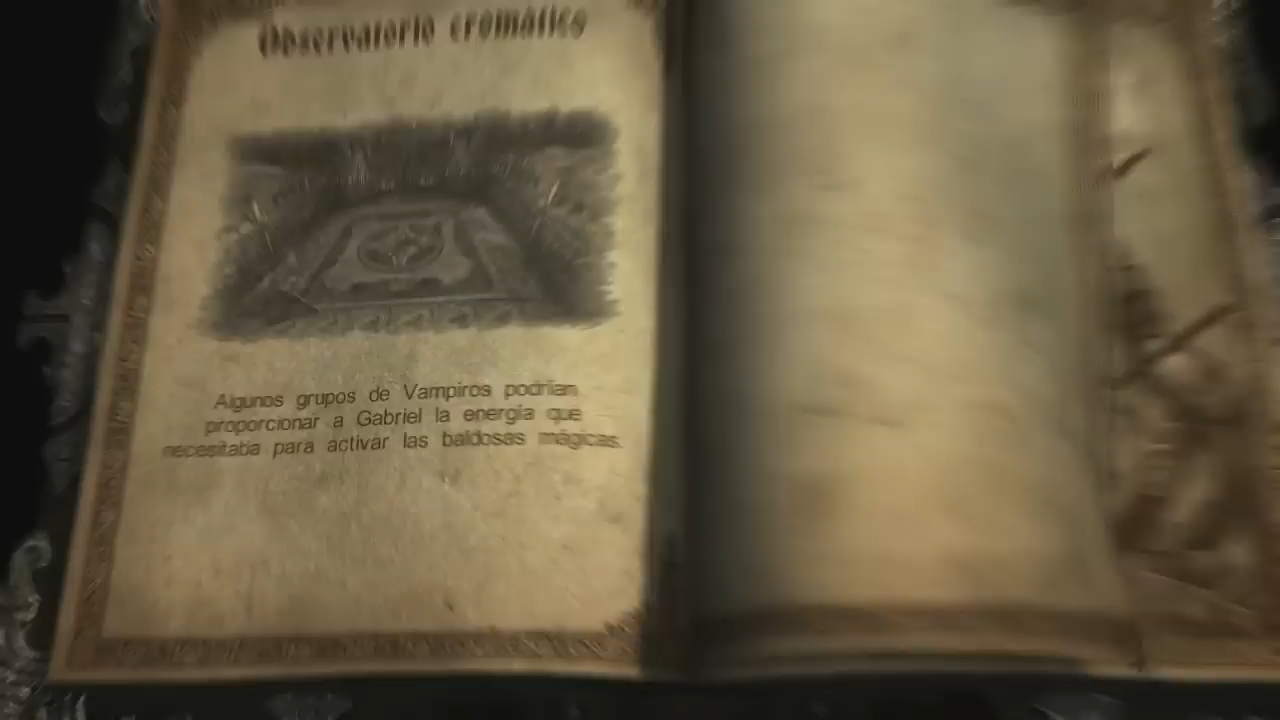 Observatorio cromático
Algunos grupos de Vampiros podrían
proporcionar a Gabriel la energía que
necesitaba para activar las baldosas mágicas.